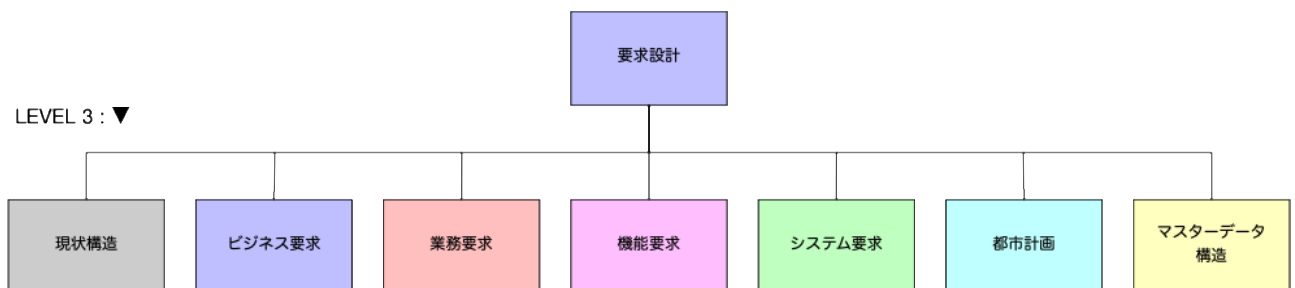 要求設計
LEVEL 3 : ▼
現状構造
ビジネス要求
業務要求
機能要求
システム要求
都市計画
マスターデータ
構造